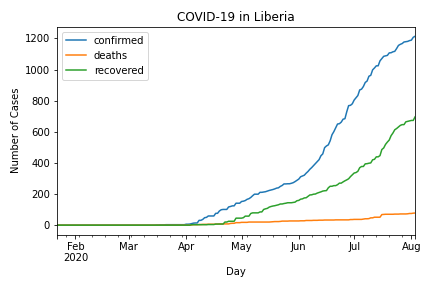 COVID-19 in Liberia
confirmed
deaths
recovered
Number of Cases
1200
1000
800
600
400
200
0
Feb Mar Apr May Jun Jul Aug
2020
Day